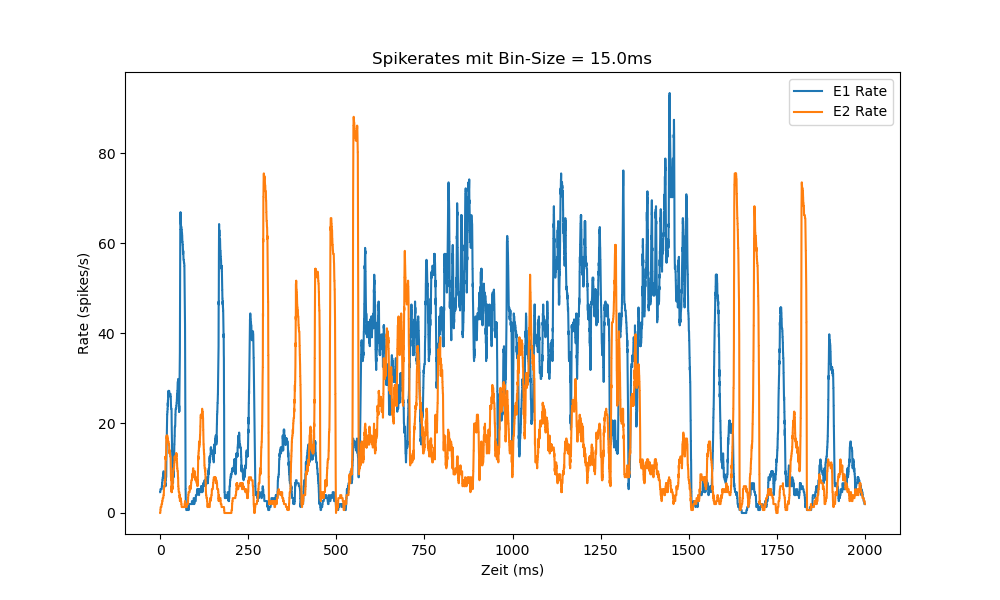 Spikerates mit Bin-Size = 15.0ms
E1 Rate
E2 Rate
Rate (spikes/s)
80
60
40
20
0
0 250 500 750 1000 1250 1500 1750 2000
Zeit (ms)